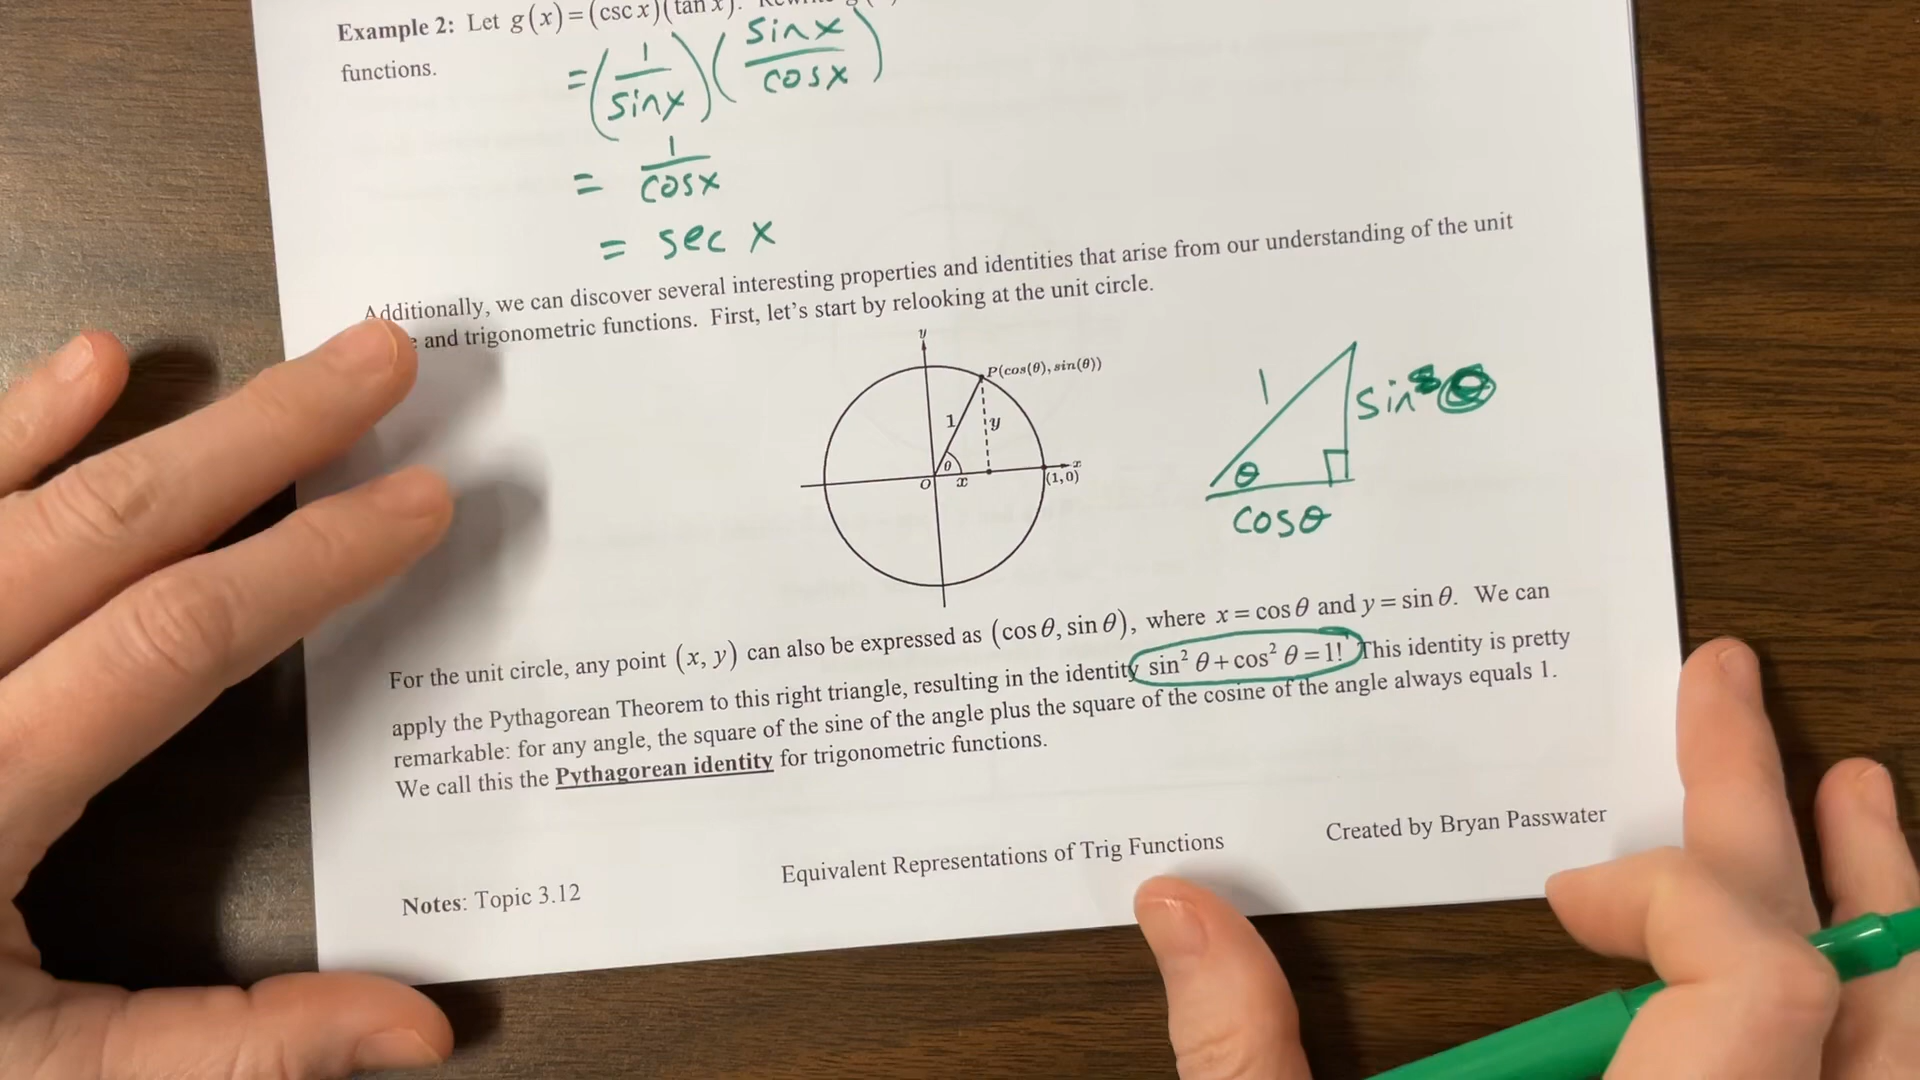 Example 2: Let g(x) = (csc x)(tan x).
functions.
= (1/sinx)(sinx/cosx)
= 1/cosx
= sec x
Additionally, we can discover several interesting properties and identities that arise from our understanding of the unit
and trigonometric functions. First, let's start by relooking at the unit circle.
y
P(cos(θ), sin(θ))
1
y
θ
x
O
x
(1,0)
1
sin
θ
cosθ
For the unit circle, any point (x, y) can also be expressed as (cos θ, sin θ), where x = cos θ and y = sin θ. We can
apply the Pythagorean Theorem to this right triangle, resulting in the identity sin² θ + cos² θ = 1! This identity is pretty
remarkable: for any angle, the square of the sine of the angle plus the square of the cosine of the angle always equals 1.
We call this the Pythagorean identity for trigonometric functions.
Notes: Topic 3.12
Equivalent Representations of Trig Functions
Created by Bryan Passwater